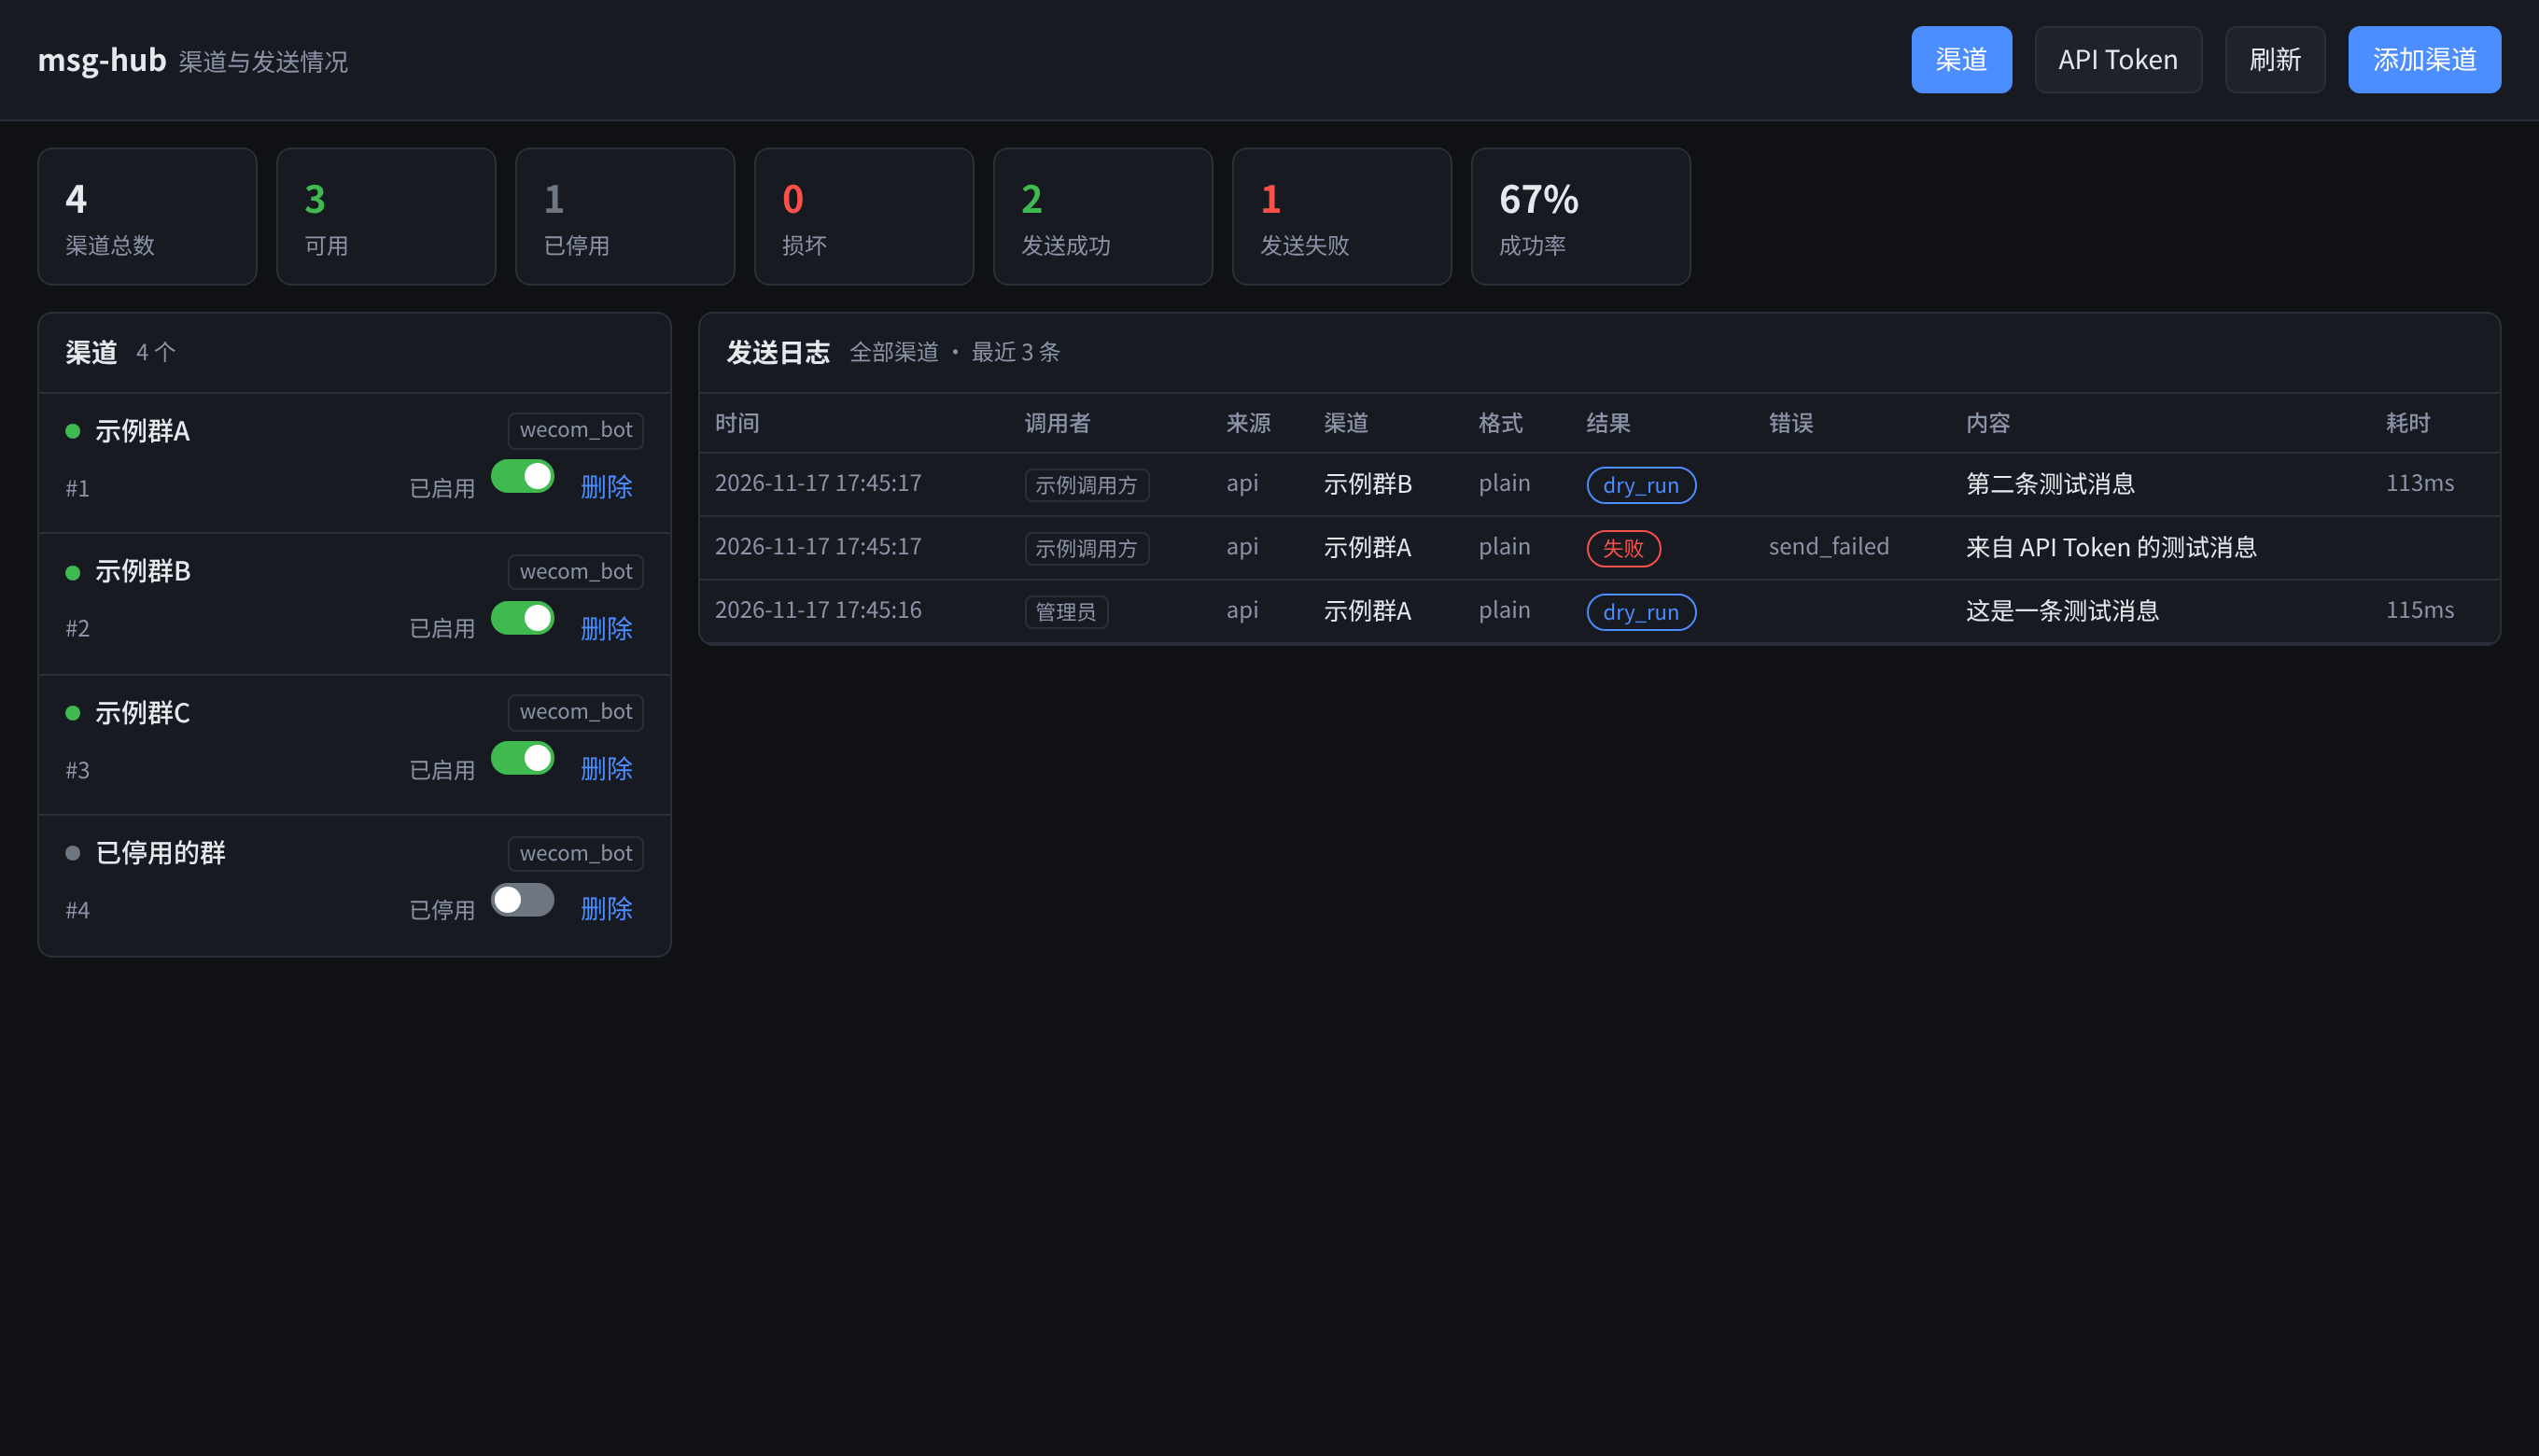 msg-hub 渠道与发送情况
渠道 API Token 刷新 添加渠道
4 3 1 0 2 1 67%
渠道总数 可用 已停用 损坏 发送成功 发送失败 成功率
渠道 4 个
示例群A wecom_bot
#1 已启用 删除
示例群B wecom_bot
#2 已启用 删除
示例群C wecom_bot
#3 已启用 删除
已停用的群 wecom_bot
#4 已停用 删除
发送日志 全部渠道 · 最近 3 条
时间 调用者 来源 渠道 格式 结果 错误 内容 耗时
2026-11-17 17:45:17 示例调用方 api 示例群B plain dry_run 第二条测试消息 113ms
2026-11-17 17:45:17 示例调用方 api 示例群A plain 失败 send_failed 来自 API Token 的测试消息
2026-11-17 17:45:16 管理员 api 示例群A plain dry_run 这是一条测试消息 115ms